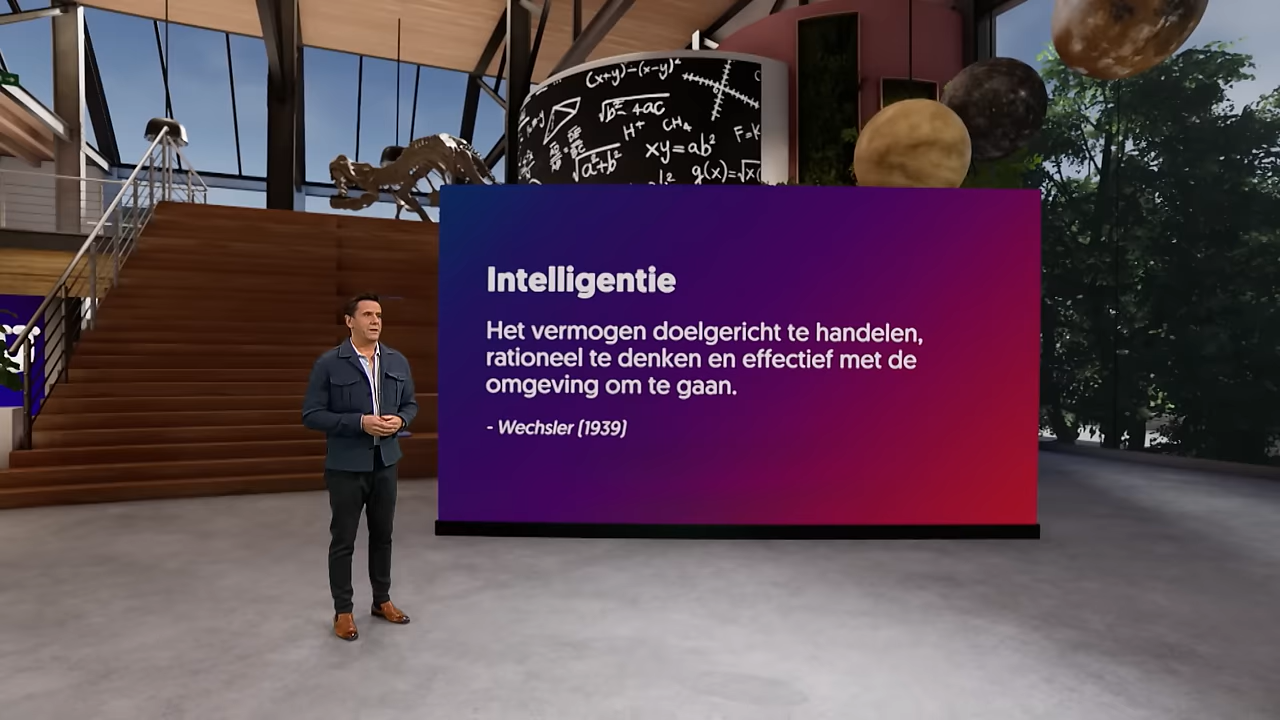 (x+y)÷(x-y)²
√b²-4ac
H+
CH₄
F=k
xy=ab²
√a²+b²
g(x)=√x(
Intelligentie
Het vermogen doelgericht te handelen,
rationeel te denken en effectief met de
omgeving om te gaan.
- Wechsler (1939)